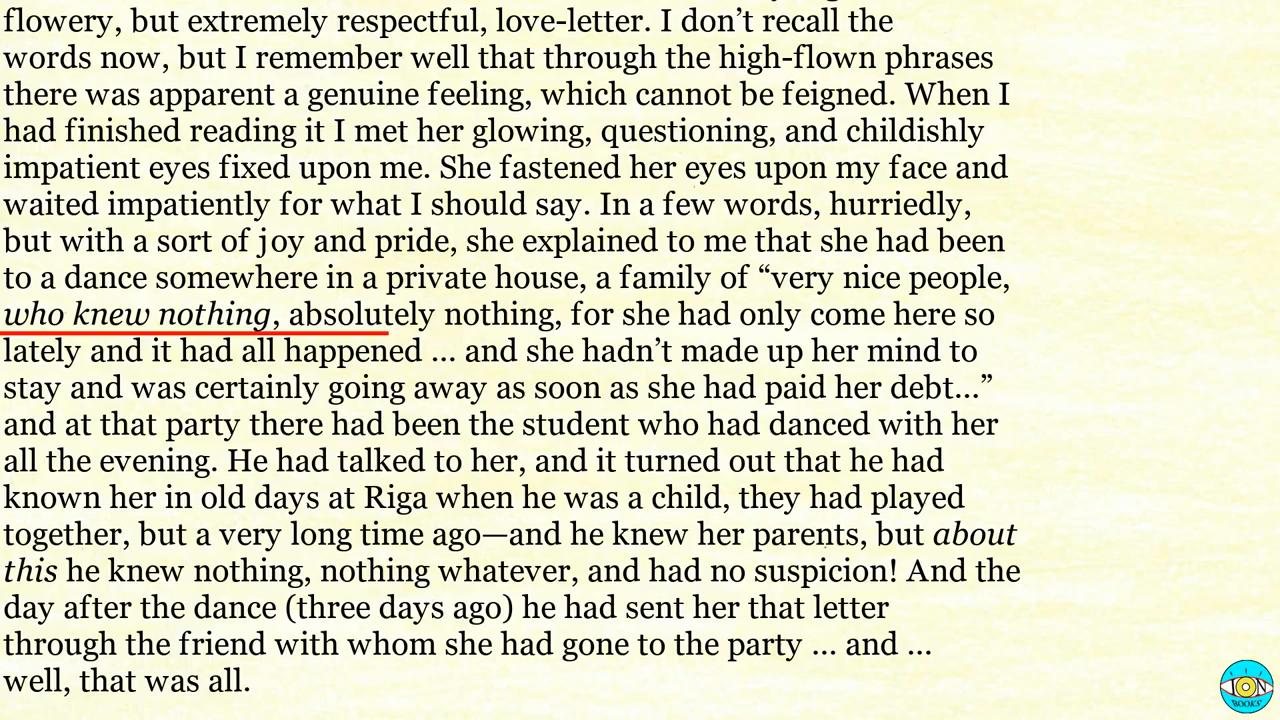 flowery, but extremely respectful, love-letter. I don’t recall the
words now, but I remember well that through the high-flown phrases
there was apparent a genuine feeling, which cannot be feigned. When I
had finished reading it I met her glowing, questioning, and childishly
impatient eyes fixed upon me. She fastened her eyes upon my face and
waited impatiently for what I should say. In a few words, hurriedly,
but with a sort of joy and pride, she explained to me that she had been
to a dance somewhere in a private house, a family of “very nice people,
who knew nothing, absolutely nothing, for she had only come here so
lately and it had all happened ... and she hadn’t made up her mind to
stay and was certainly going away as soon as she had paid her debt...”
and at that party there had been the student who had danced with her
all the evening. He had talked to her, and it turned out that he had
known her in old days at Riga when he was a child, they had played
together, but a very long time ago—and he knew her parents, but about
this he knew nothing, nothing whatever, and had no suspicion! And the
day after the dance (three days ago) he had sent her that letter
through the friend with whom she had gone to the party ... and ...
well, that was all.
ION
BOOKS